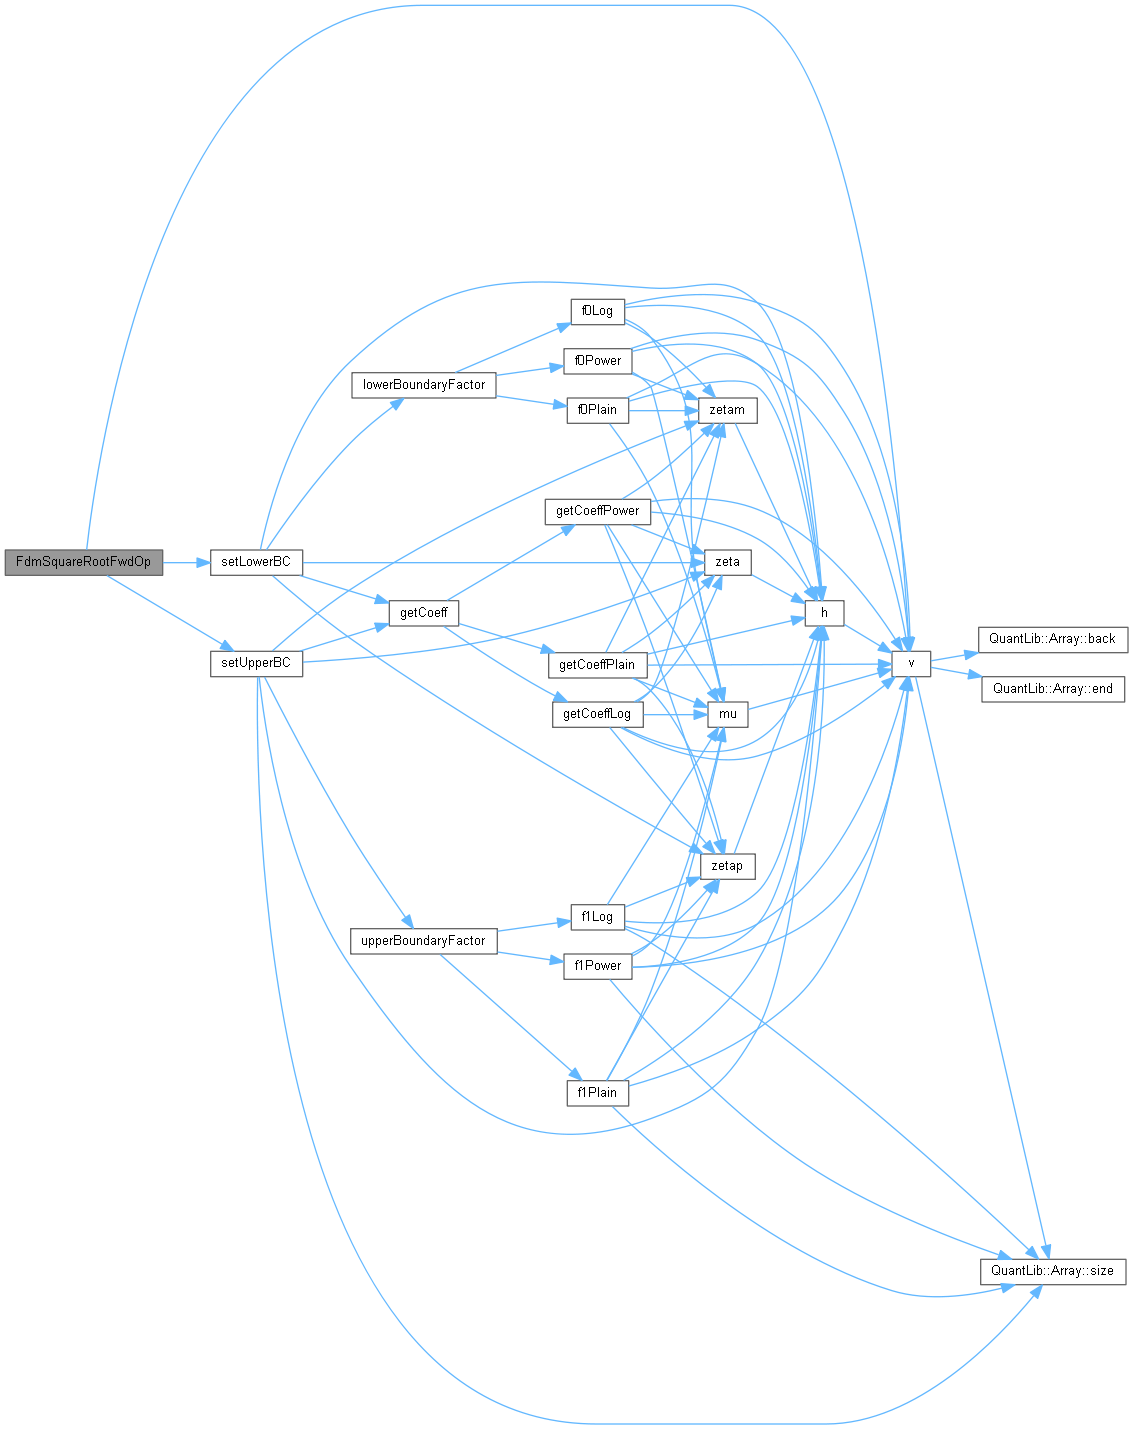 f0Log
f0Power
lowerBoundaryFactor
f0Plain
zetam
getCoeffPower
FdmSquareRootFwdOp
setLowerBC
zeta
getCoeff
h
QuantLib::Array::back
setUpperBC
getCoeffPlain
v
QuantLib::Array::end
getCoeffLog
mu
zetap
f1Log
upperBoundaryFactor
f1Power
f1Plain
QuantLib::Array::size